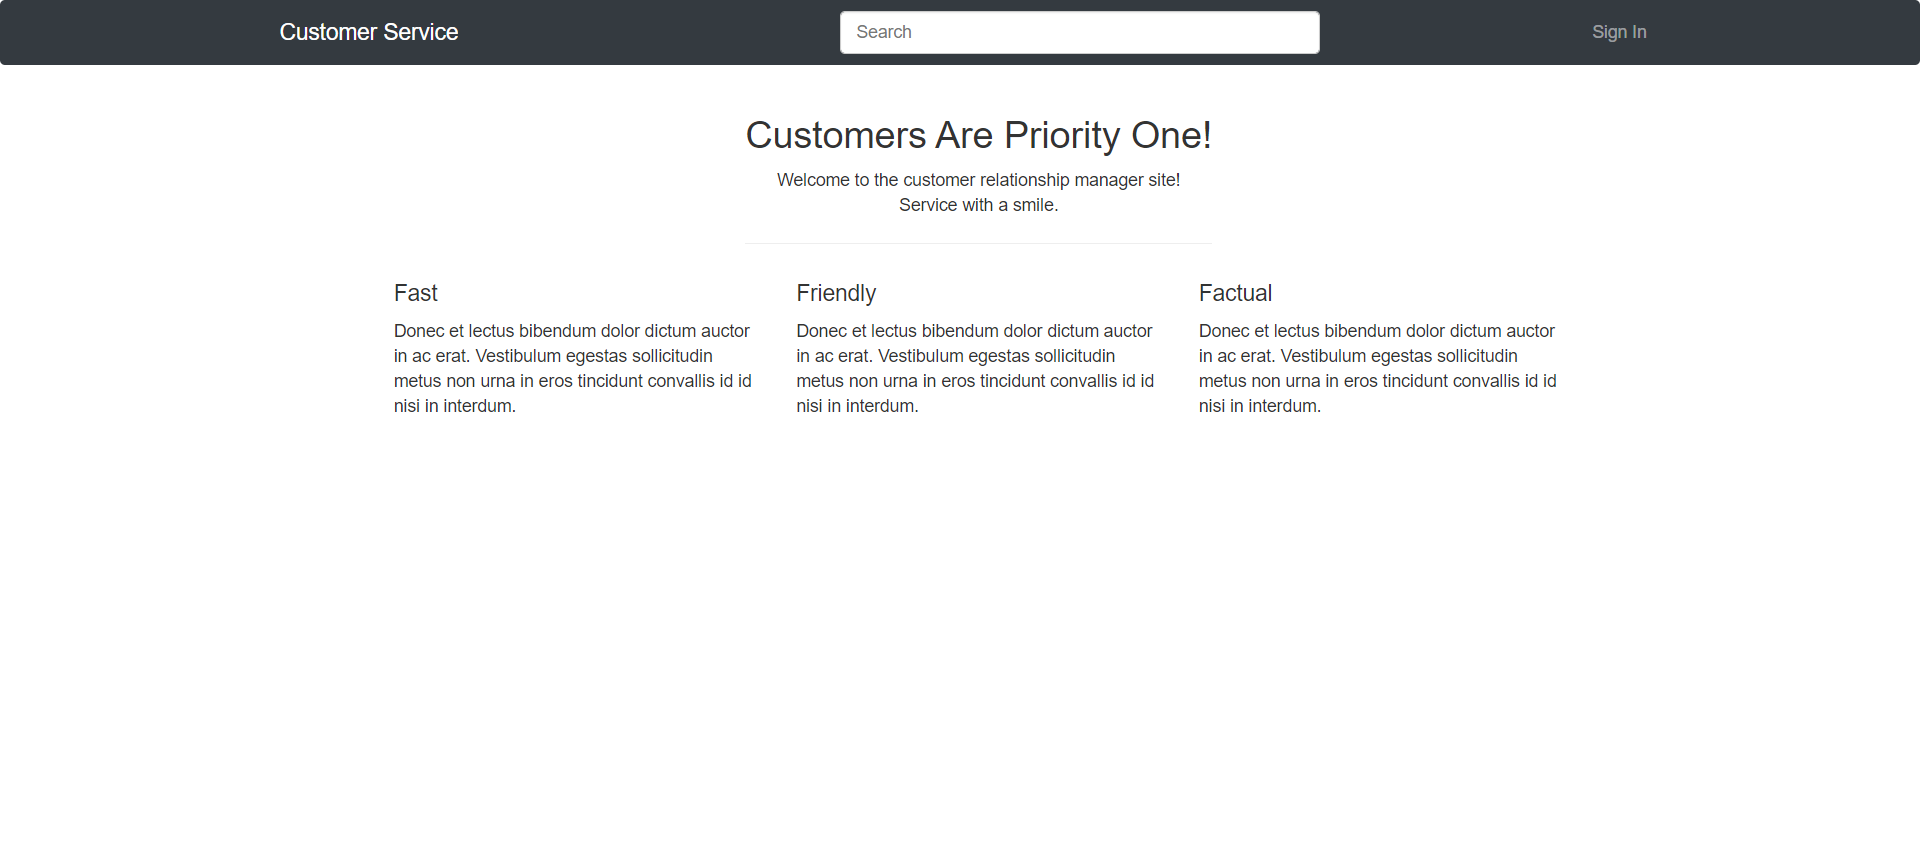 Customer Service
Search
Sign In
Customers Are Priority One!
Welcome to the customer relationship manager site!
Service with a smile.
Fast
Donec et lectus bibendum dolor dictum auctor
in ac erat. Vestibulum egestas sollicitudin
metus non urna in eros tincidunt convallis id id
nisi in interdum.
Friendly
Donec et lectus bibendum dolor dictum auctor
in ac erat. Vestibulum egestas sollicitudin
metus non urna in eros tincidunt convallis id id
nisi in interdum.
Factual
Donec et lectus bibendum dolor dictum auctor
in ac erat. Vestibulum egestas sollicitudin
metus non urna in eros tincidunt convallis id id
nisi in interdum.